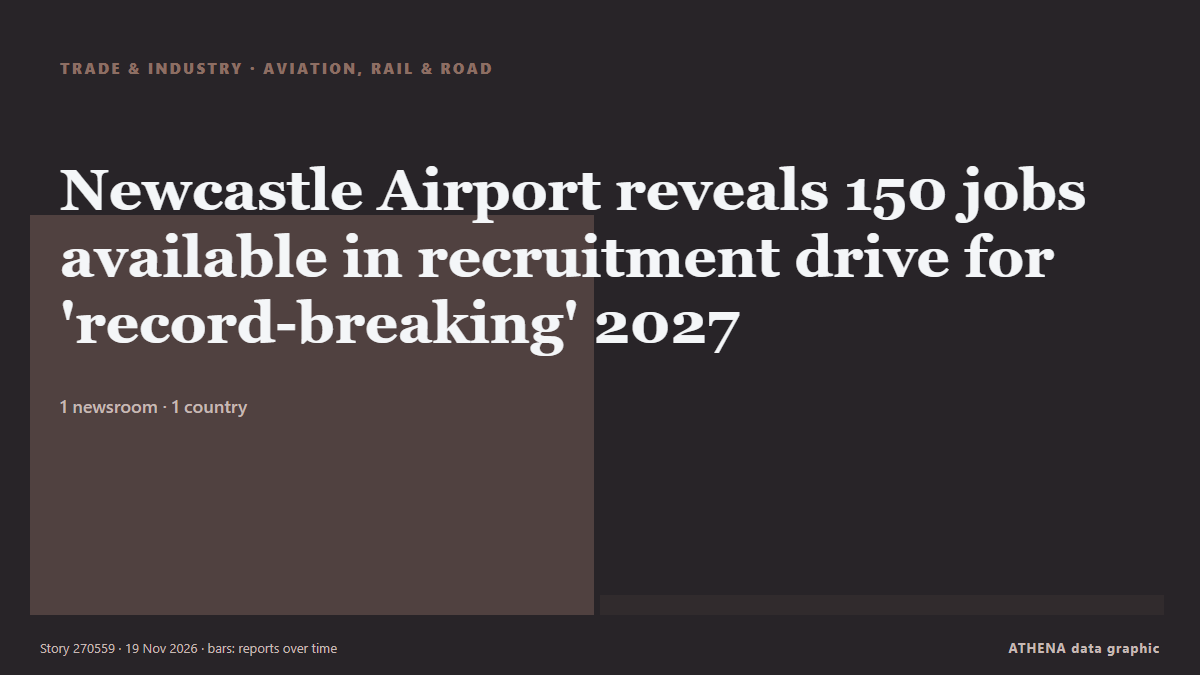 TRADE & INDUSTRY · AVIATION, RAIL & ROAD
Newcastle Airport reveals 150 jobs
available in recruitment drive for
'record-breaking' 2027
1 newsroom · 1 country
Story 270559 · 19 Nov 2026 · bars: reports over time
ATHENA data graphic